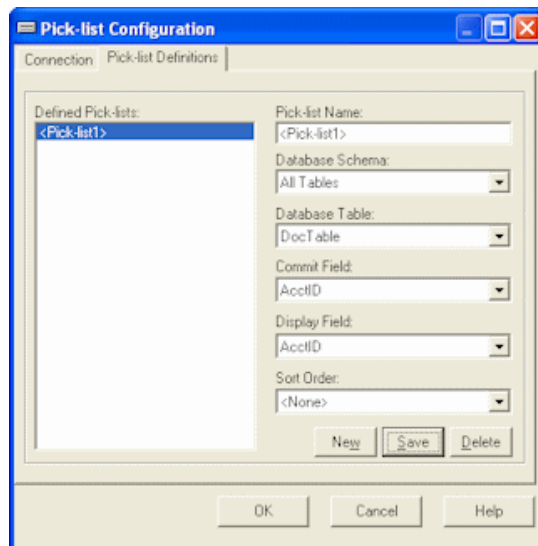 Pick-list Configuration
Connection Pick-list Definitions
Defined Pick-lists:
<Pick-list1>
Pick-list Name:
<Pick-list1>
Database Schema:
All Tables
Database Table:
DocTable
Commit Field:
AcctID
Display Field:
AcctID
Sort Order:
<None>
New Save Delete
OK Cancel Help